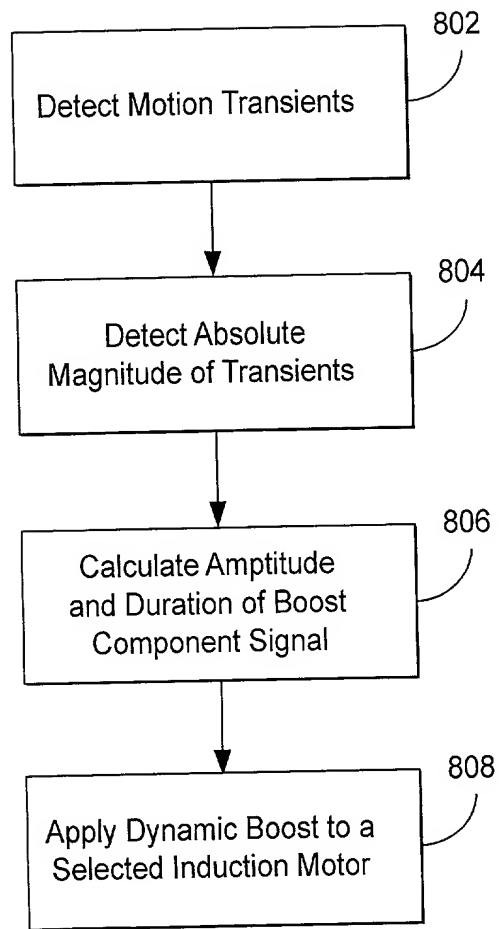 802
Detect Motion Transients
804
Detect Absolute
Magnitude of Transients
806
Calculate Amptitude
and Duration of Boost
Component Signal
808
Apply Dynamic Boost to a
Selected Induction Motor